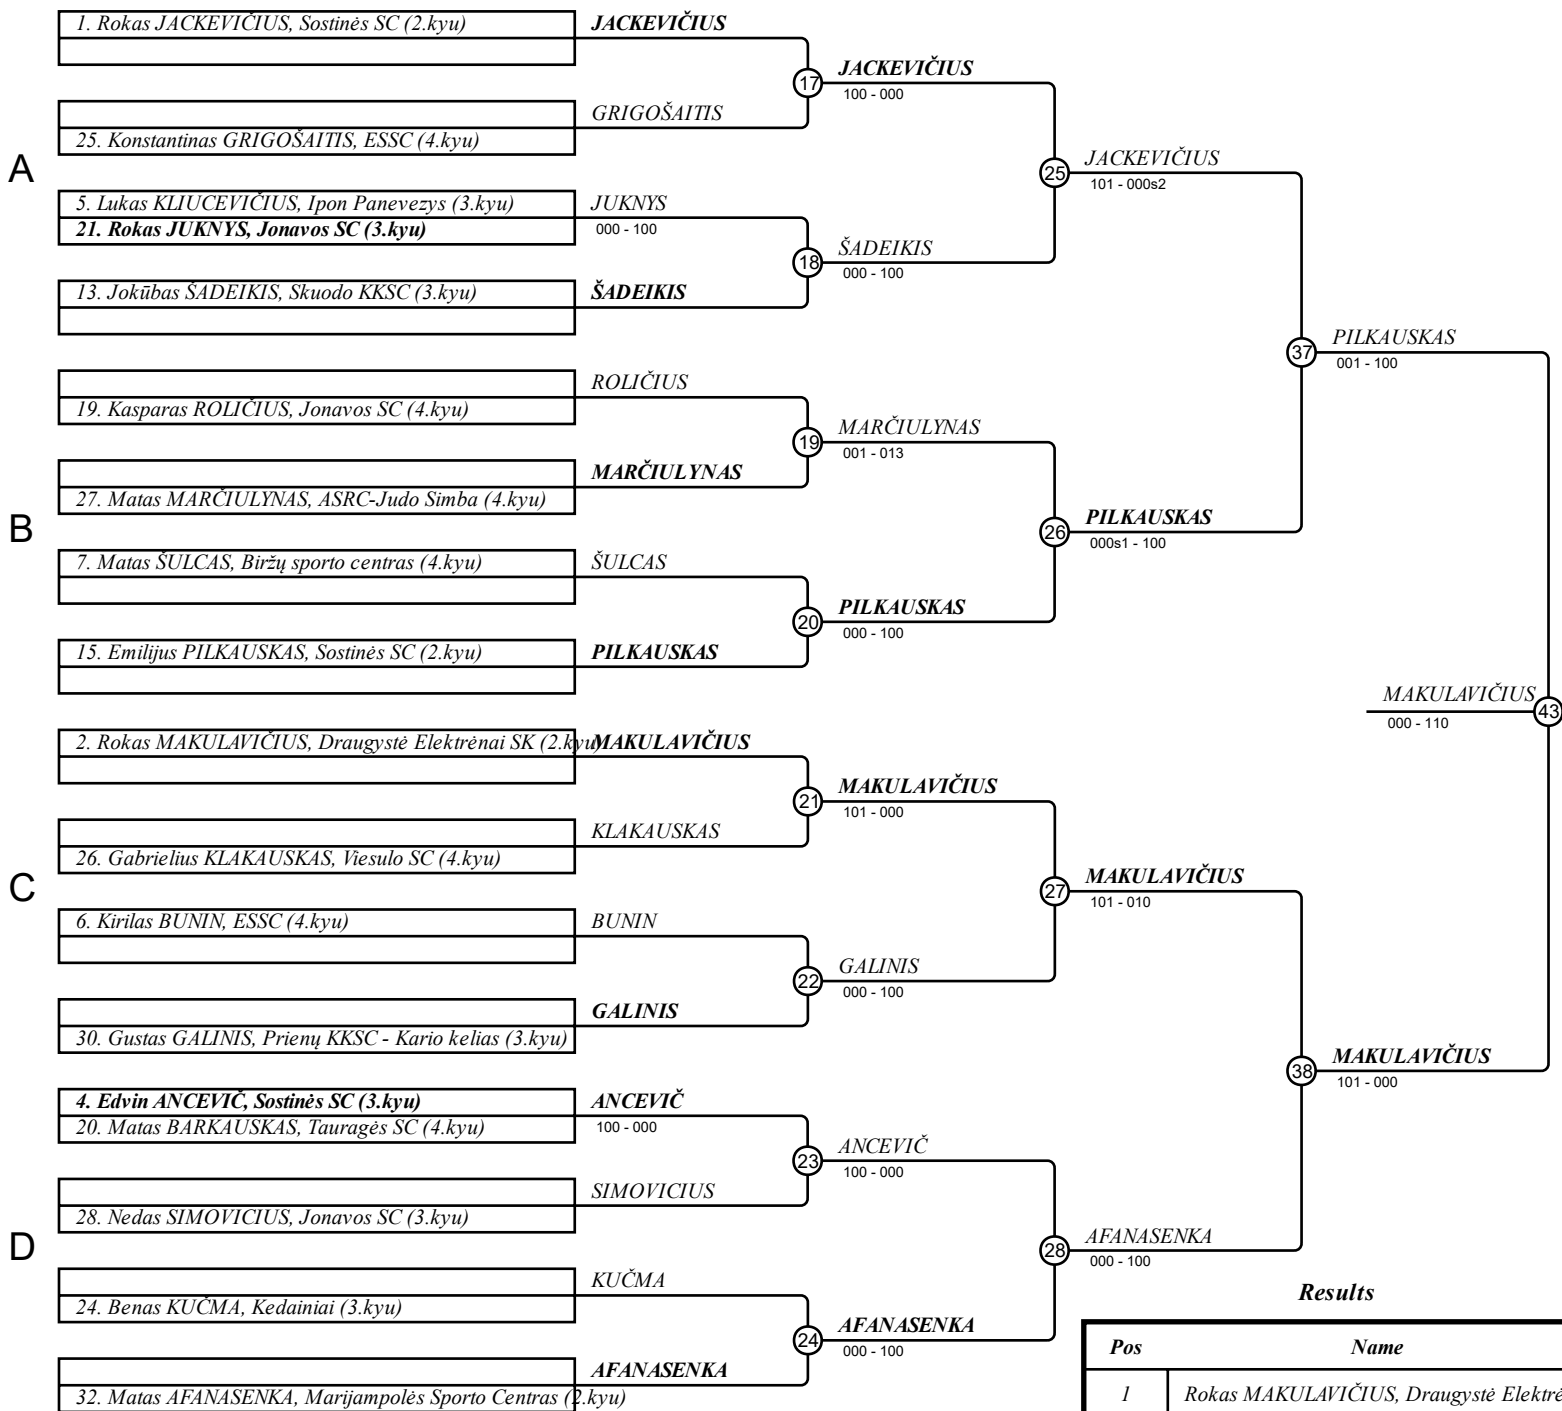 1. Rokas JACKEVIČIUS, Sostinės SC (2.kyu)
JACKEVIČIUS
17
JACKEVIČIUS
100 - 000
GRIGOŠAITIS
25. Konstantinas GRIGOŠAITIS, ESSC (4.kyu)
A
25
JACKEVIČIUS
101 - 000s2
5. Lukas KLIUCEVIČIUS, Ipon Panevezys (3.kyu)
21. Rokas JUKNYS, Jonavos SC (3.kyu)
JUKNYS
000 - 100
18
ŠADEIKIS
000 - 100
13. Jokūbas ŠADEIKIS, Skuodo KKSC (3.kyu)
ŠADEIKIS
37
PILKAUSKAS
001 - 100
ROLIČIUS
19. Kasparas ROLIČIUS, Jonavos SC (4.kyu)
19
MARČIULYNAS
001 - 013
MARČIULYNAS
27. Matas MARČIULYNAS, ASRC-Judo Simba (4.kyu)
B
26
PILKAUSKAS
000s1 - 100
7. Matas ŠULCAS, Biržų sporto centras (4.kyu)
ŠULCAS
20
PILKAUSKAS
000 - 100
15. Emilijus PILKAUSKAS, Sostinės SC (2.kyu)
PILKAUSKAS
MAKULAVIČIUS
000 - 110
43
2. Rokas MAKULAVIČIUS, Draugystė Elektrėnai SK (2.kyu)
MAKULAVIČIUS
21
MAKULAVIČIUS
101 - 000
KLAKAUSKAS
26. Gabrielius KLAKAUSKAS, Viesulo SC (4.kyu)
C
27
MAKULAVIČIUS
101 - 010
6. Kirilas BUNIN, ESSC (4.kyu)
BUNIN
22
GALINIS
000 - 100
GALINIS
30. Gustas GALINIS, Prienų KKSC - Kario kelias (3.kyu)
38
MAKULAVIČIUS
101 - 000
4. Edvin ANCEVIČ, Sostinės SC (3.kyu)
20. Matas BARKAUSKAS, Tauragės SC (4.kyu)
ANCEVIČ
100 - 000
23
ANCEVIČ
100 - 000
SIMOVICIUS
28. Nedas SIMOVICIUS, Jonavos SC (3.kyu)
D
28
AFANASENKA
000 - 100
KUČMA
24. Benas KUČMA, Kedainiai (3.kyu)
24
AFANASENKA
000 - 100
AFANASENKA
32. Matas AFANASENKA, Marijampolės Sporto Centras (2.kyu)
Results
Pos Name
1 Rokas MAKULAVIČIUS, Draugystė Elektrė